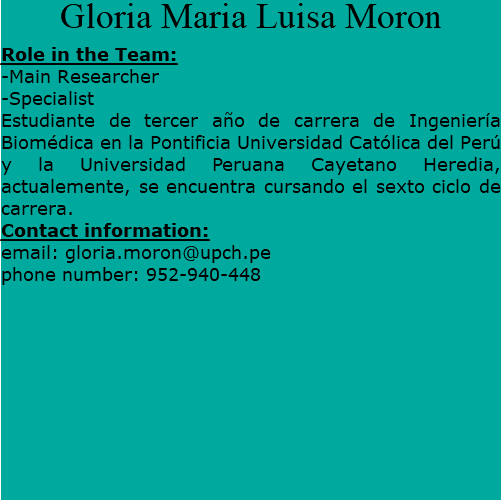 Gloria Maria Luisa Moron
Role in the Team:
-Main Researcher
-Specialist
Estudiante de tercer año de carrera de Ingeniería
Biomédica en la Pontificia Universidad Católica del Perú
y la Universidad Peruana Cayetano Heredia,
actualemente, se encuentra cursando el sexto ciclo de
carrera.
Contact information:
email: gloria.moron@upch.pe
phone number: 952-940-448